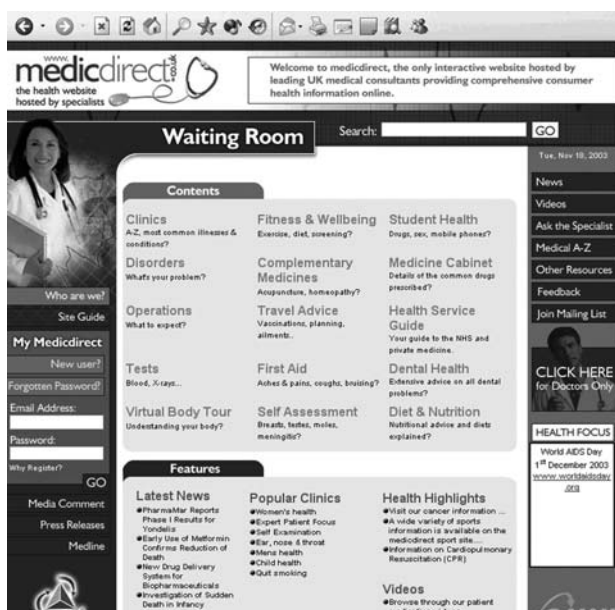 www.
medicdirect.co.uk
the health website
hosted by specialists
Welcome to medicdirect, the only interactive website hosted by
leading UK medical consultants providing comprehensive consumer
health information online.
Waiting Room
Search:
GO
Tue, Nov 18, 2003
Who are we?
Site Guide
My Medicdirect
New user?
Forgotten Password?
Email Address:
Password:
Why Register?
GO
Media Comment
Press Releases
Medline
Contents
Clinics
A-Z, most common illnesses &
conditions?
Fitness & Wellbeing
Exercise, diet, screening?
Student Health
Drugs, sex, mobile phones?
Disorders
What's your problem?
Complementary
Medicines
Acupuncture, homeopathy?
Medicine Cabinet
Details of the common drugs
prescribed?
Operations
What to expect?
Travel Advice
Vaccinations, planning,
ailments..
Health Service
Guide
Your guide to the NHS and
private medicine.
Tests
Blood, X-rays...
First Aid
Aches & pains, coughs, bruising?
Dental Health
Extensive advice on all dental
problems?
Virtual Body Tour
Understanding your body?
Self Assessment
Breasts, testes, moles,
meningitis?
Diet & Nutrition
Nutritional advice and diets
explained?
Features
Latest News
PharmaMar Reports
Phase I Results for
Yondelis
Early Use of Metformin
Confirms Reduction of
Death
New Drug Delivery
System for
Biopharmaceuticals
Investigation of Sudden
Death in Infancy
Popular Clinics
Women's health
Expert Patient Focus
Self Examination
Ear, nose & throat
Mens health
Child health
Quit smoking
Health Highlights
Visit our cancer information ...
A wide variety of sports
information is available on the
medicdirect sport site....
Information on Cardiopulmonary
Resuscitation (CPR)
Videos
Browse through our patient
News
Videos
Ask the Specialist
Medical A-Z
Other Resources
Feedback
Join Mailing List
CLICK HERE
for Doctors Only
HEALTH FOCUS
World AIDS Day
1st December 2003
www.worldaidsday
.org